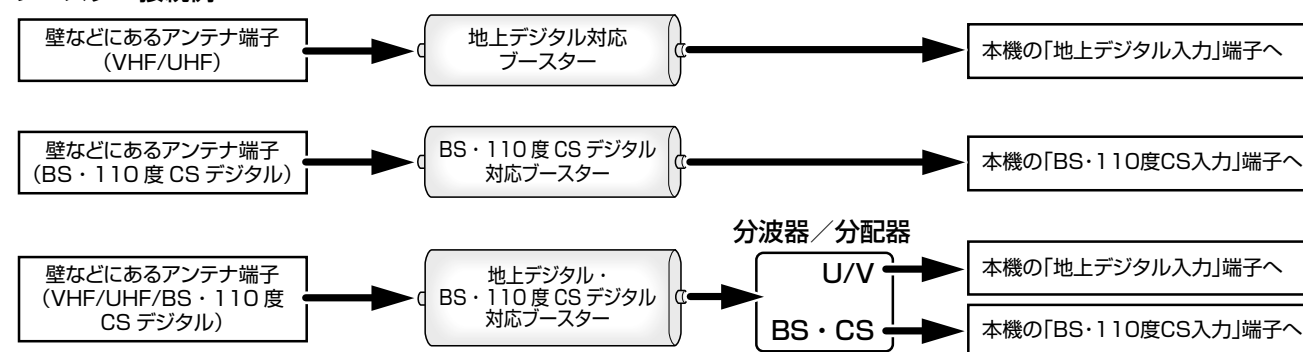 壁などにあるアンテナ端子
（VHF/UHF）
地上デジタル対応
ブースター
本機の「地上デジタル入力」端子へ
壁などにあるアンテナ端子
（BS・110度CSデジタル）
BS・110度CSデジタル
対応ブースター
本機の「BS・110度CS入力」端子へ
分波器／分配器
壁などにあるアンテナ端子
（VHF/UHF/BS・110度
CSデジタル）
地上デジタル・
BS・110度CSデジタル
対応ブースター
U/V
BS・CS
本機の「地上デジタル入力」端子へ
本機の「BS・110度CS入力」端子へ